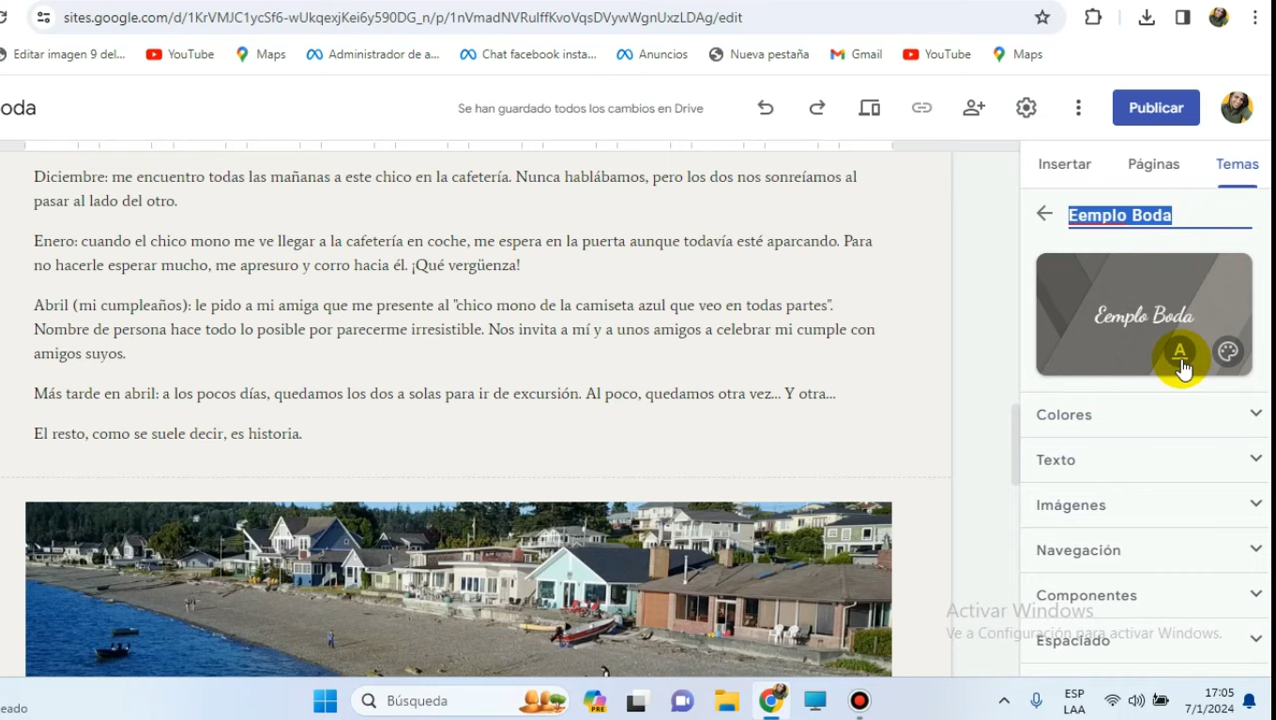 sites.google.com/d/1KrVMJC1ycSf6-wUkqexjKei6y590DG_n/p/1nVmadNVRulffKvoVqsDVywWgnUxzLDAg/edit
Editar imagen 9 del... YouTube Maps Administrador de a... Chat facebook insta... Anuncios Nueva pestaña Gmail YouTube Maps
oda Se han guardado todos los cambios en Drive Publicar
Insertar Páginas Temas
Eemplo Boda
Eemplo Boda
A
Colores
Texto
Imágenes
Navegación
Componentes
Espaciado
Diciembre: me encuentro todas las mañanas a este chico en la cafetería. Nunca hablábamos, pero los dos nos sonreíamos al
pasar al lado del otro.
Enero: cuando el chico mono me ve llegar a la cafetería en coche, me espera en la puerta aunque todavía esté aparcando. Para
no hacerle esperar mucho, me apresuro y corro hacia él. ¡Qué vergüenza!
Abril (mi cumpleaños): le pido a mi amiga que me presente al "chico mono de la camiseta azul que veo en todas partes".
Nombre de persona hace todo lo posible por parecerme irresistible. Nos invita a mí y a unos amigos a celebrar mi cumple con
amigos suyos.
Más tarde en abril: a los pocos días, quedamos los dos a solas para ir de excursión. Al poco, quedamos otra vez... Y otra...
El resto, como se suele decir, es historia.
Activar Windows
Ve a Configuración para activar Windows.
eado Búsqueda PRE ESP 17:05
LAA 7/1/2024